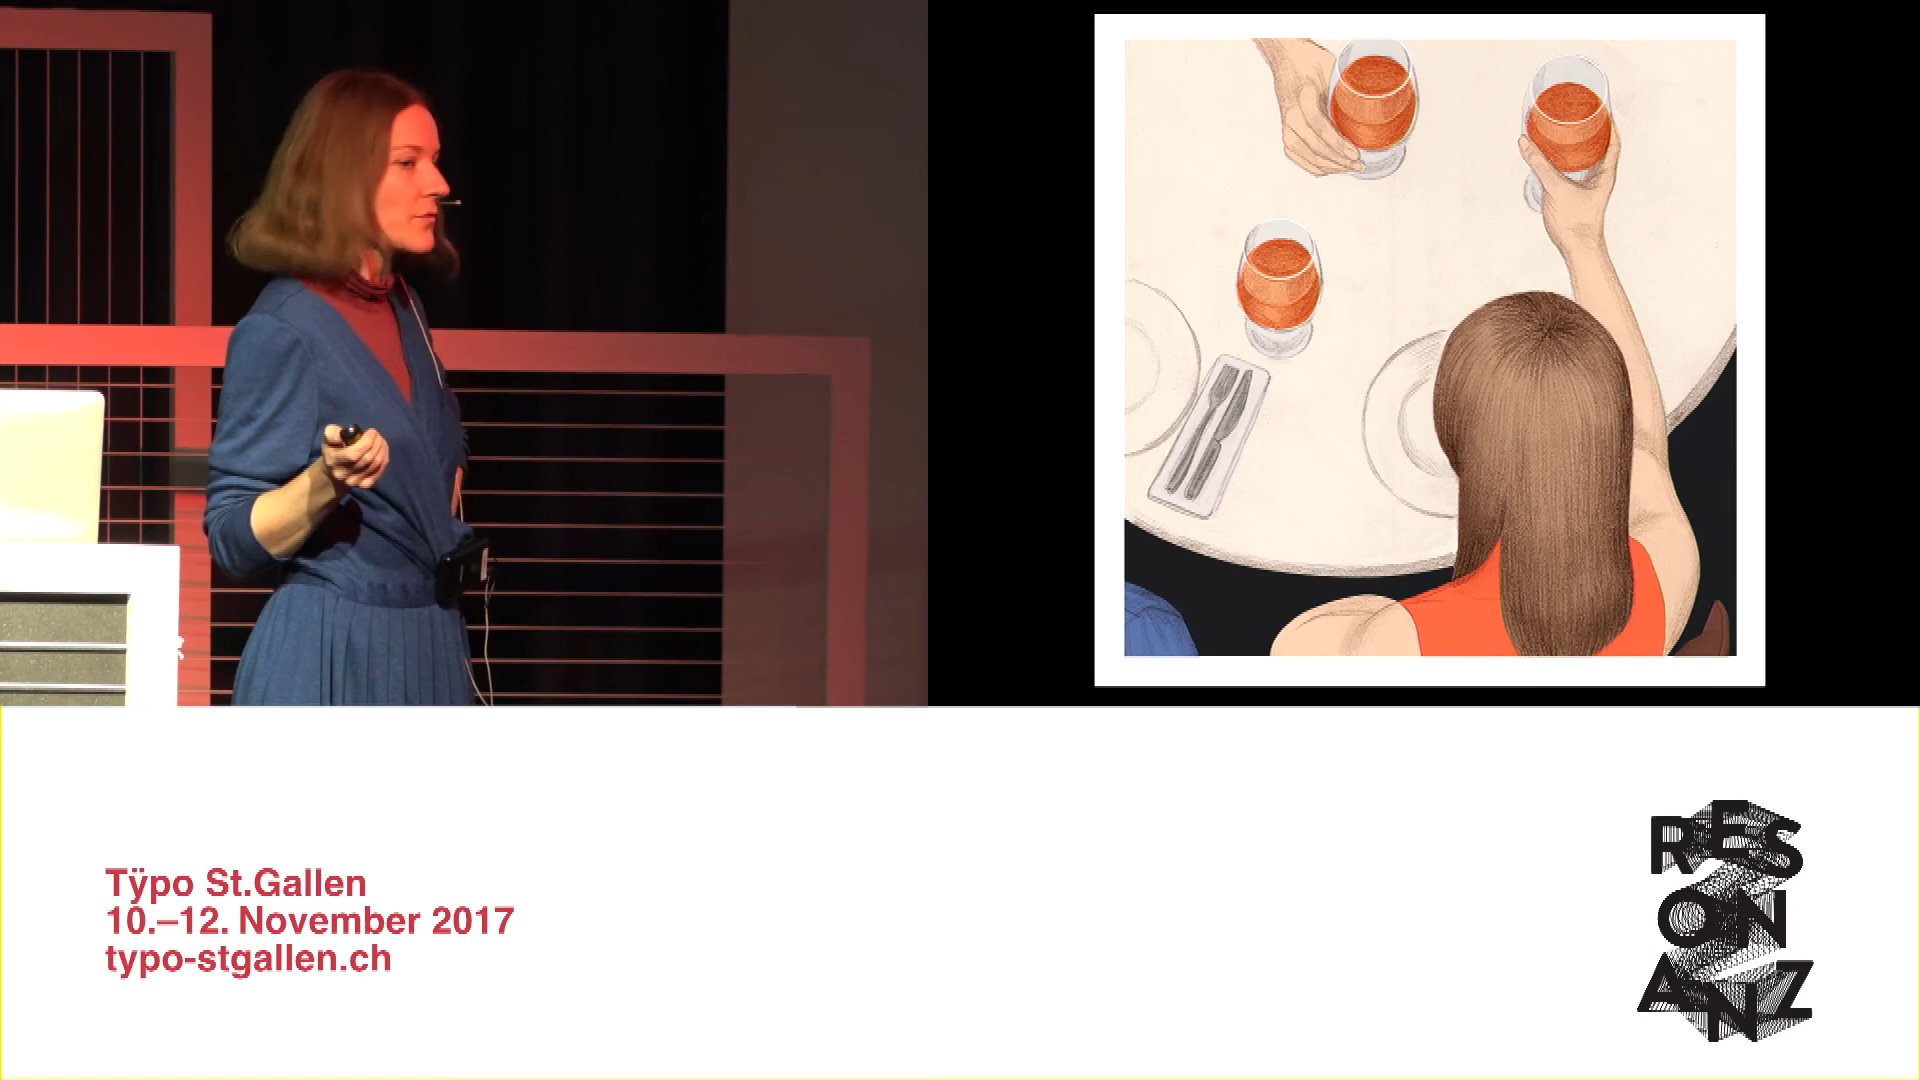 Tÿpo St.Gallen
10.–12. November 2017
typo-stgallen.ch
RES
ON
ANZ